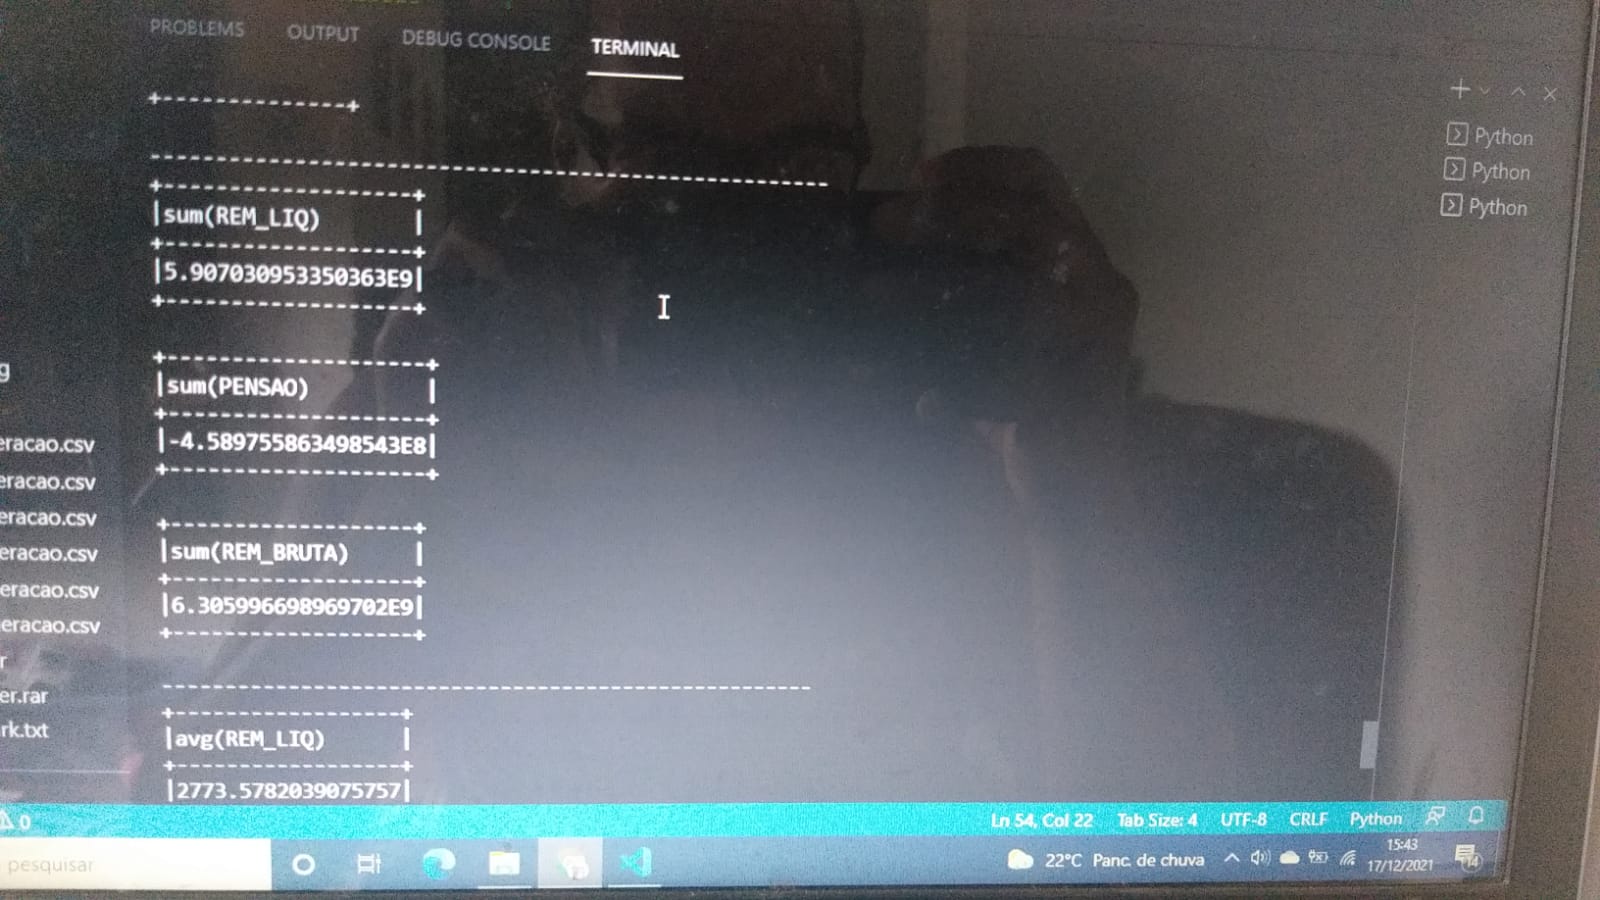 PROBLEMS OUTPUT DEBUG CONSOLE TERMINAL
+--------------+
+------------------+
|sum(REM_LIQ) |
+------------------+
|5.907030953350363E9|
+------------------+
+-------------------+
|sum(PENSAO) |
+-------------------+
|-4.589755863498543E8|
+-------------------+
+------------------+
|sum(REM_BRUTA) |
+------------------+
|6.305996698969702E9|
+------------------+
+-----------------+
|avg(REM_LIQ) |
+-----------------+
|2773.5782039075757|
Python
Python
Python
g
eracao.csv
eracao.csv
eracao.csv
eracao.csv
eracao.csv
eracao.csv
r
er.rar
rk.txt
0 Ln 54, Col 22 Tab Size: 4 UTF-8 CRLF Python
pesquisar 22°C Panc. de chuva 15:43
17/12/2021
14